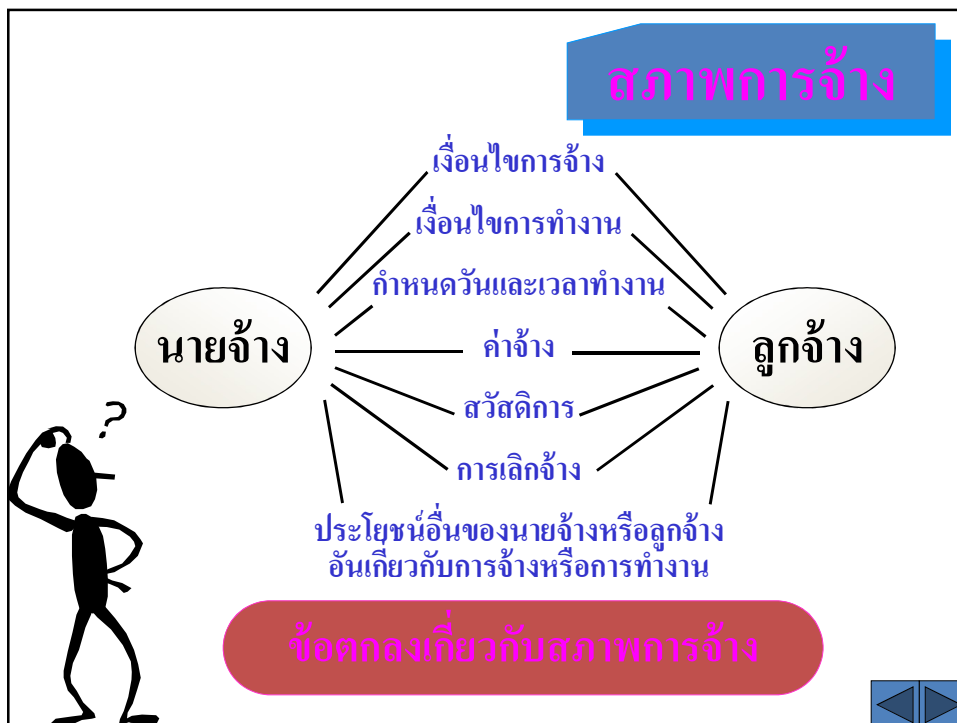 สภาพการจ้าง
เงื่อนไขการจ้าง
เงื่อนไขการทำงาน
กำหนดวันและเวลาทำงาน
นายจ้าง
ค่าจ้าง
ลูกจ้าง
สวัสดิการ
?
การเลิกจ้าง
ประโยชน์อื่นของนายจ้างหรือลูกจ้าง
อันเกี่ยวกับการจ้างหรือการทำงาน
ข้อตกลงเกี่ยวกับสภาพการจ้าง